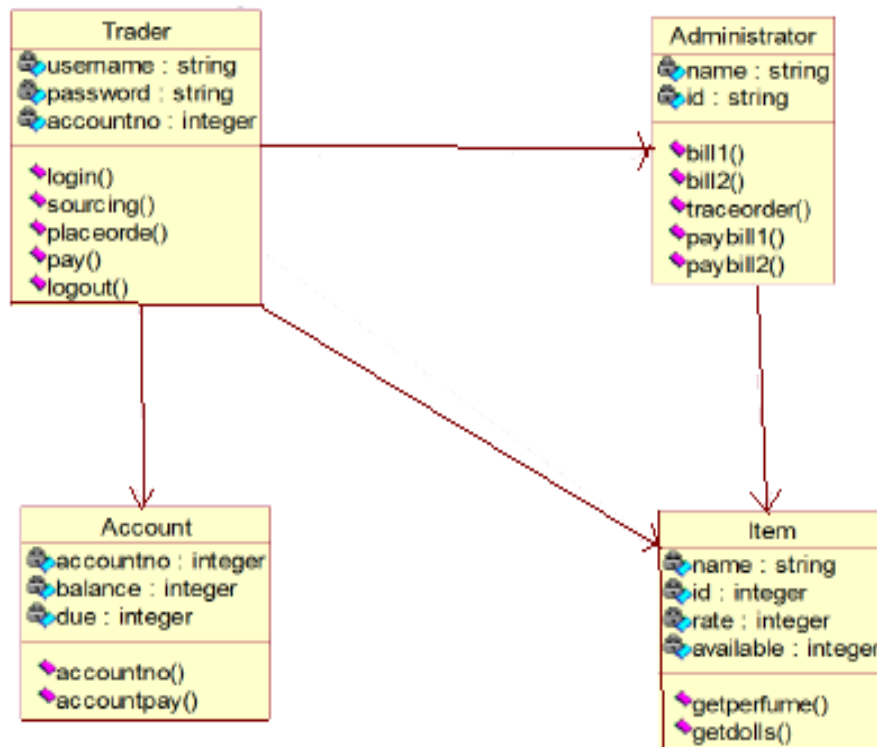 Trader
username : string
password : string
accountno : integer
login()
sourcing()
placeorde()
pay()
logout()
Administrator
name : string
id : string
bill1()
bill2()
traceorder()
paybill1()
paybill2()
Account
accountno : integer
balance : integer
due : integer
accountno()
accountpay()
Item
name : string
id : integer
rate : integer
available : integer
getperfume()
getdolls()